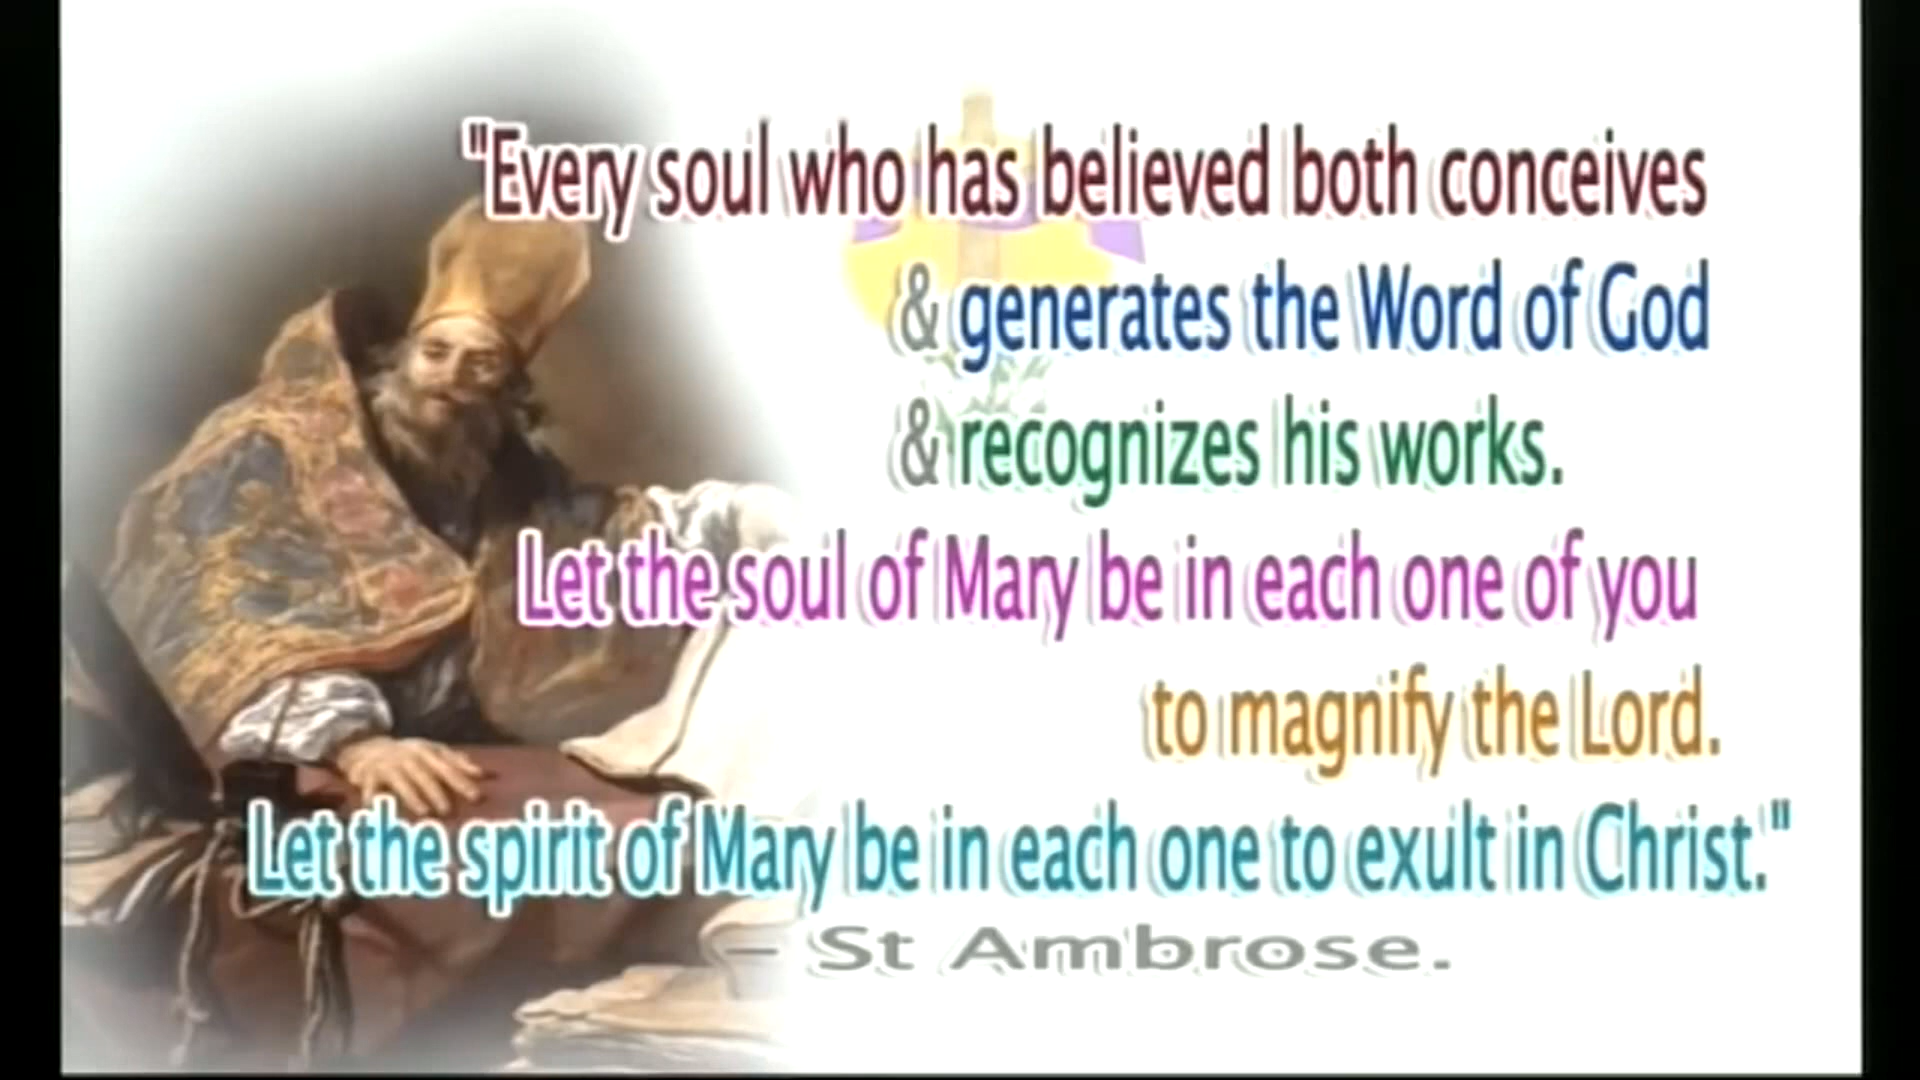 "Every soul who has believed both conceives
& generates the Word of God
& recognizes his works.
Let the soul of Mary be in each one of you
to magnify the Lord.
Let the spirit of Mary be in each one to exult in Christ."
– St Ambrose.